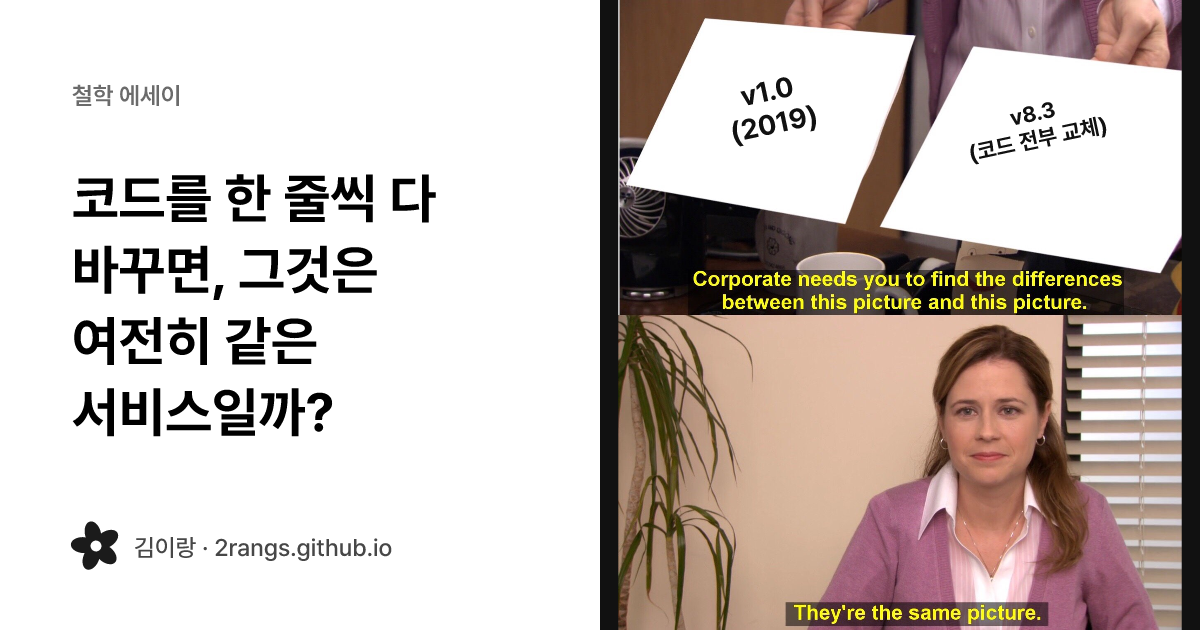 철학 에세이
코드를 한 줄씩 다
바꾸면, 그것은
여전히 같은
서비스일까?
김이랑 · 2rangs.github.io
v1.0
(2019)
v8.3
(코드 전부 교체)
Corporate needs you to find the differences
between this picture and this picture.
They're the same picture.